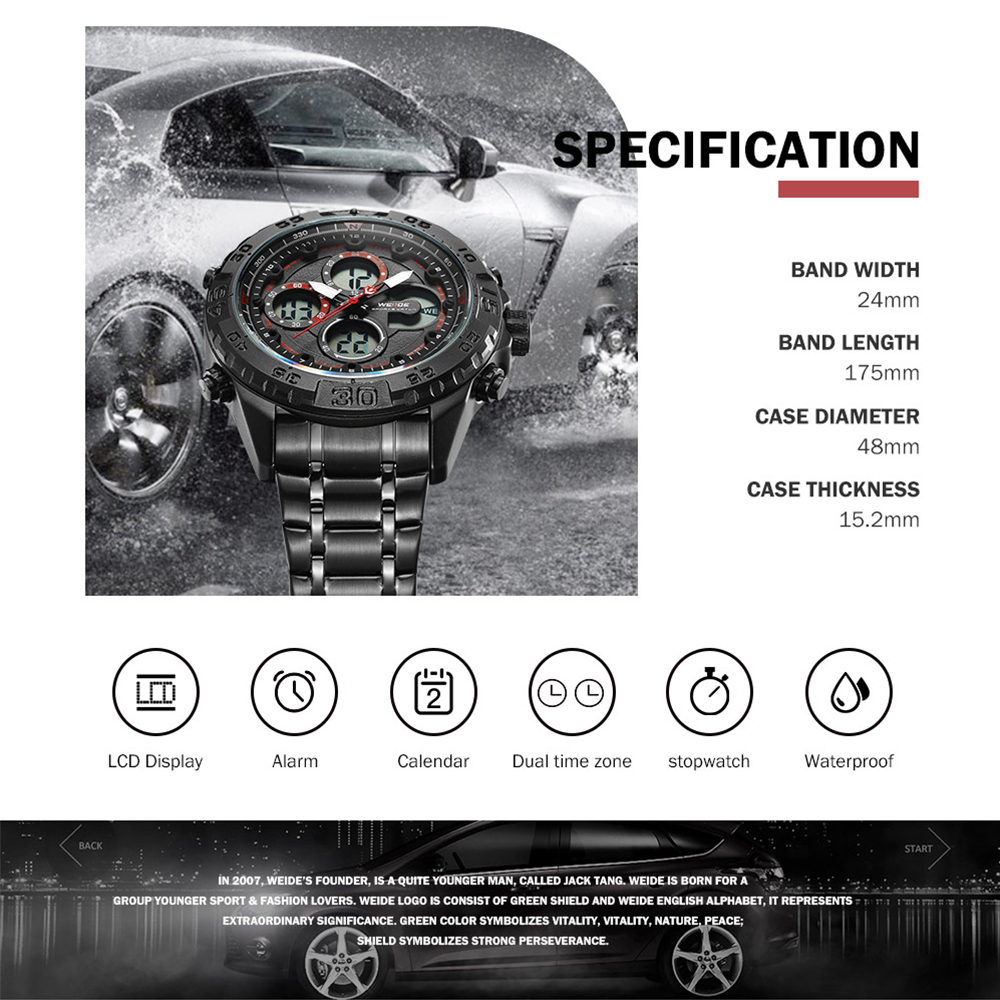 SPECIFICATION
BAND WIDTH
24mm
BAND LENGTH
175mm
CASE DIAMETER
48mm
CASE THICKNESS
15.2mm
WEIDE
30
LCD
2
LCD Display
Alarm
Calendar
Dual time zone
stopwatch
Waterproof
BACK
START
IN 2007, WEIDE'S FOUNDER, IS A QUITE YOUNGER MAN, CALLED JACK TANG. WEIDE IS BORN FOR A
GROUP YOUNGER SPORT & FASHION LOVERS. WEIDE LOGO IS CONSIST OF GREEN SHIELD AND WEIDE ENGLISH ALPHABET, IT REPRESENTS
EXTRAORDINARY SIGNIFICANCE. GREEN COLOR SYMBOLIZES VITALITY, VITALITY, NATURE, PEACE;
SHIELD SYMBOLIZES STRONG PERSEVERANCE.